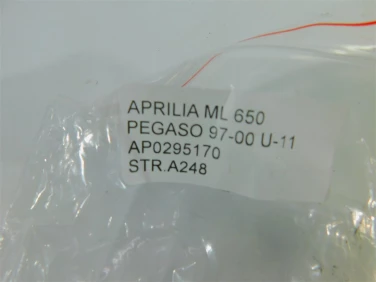 APRILIA ML 650
PEGASO 97-00 U-11
AP0295170
STR.A248